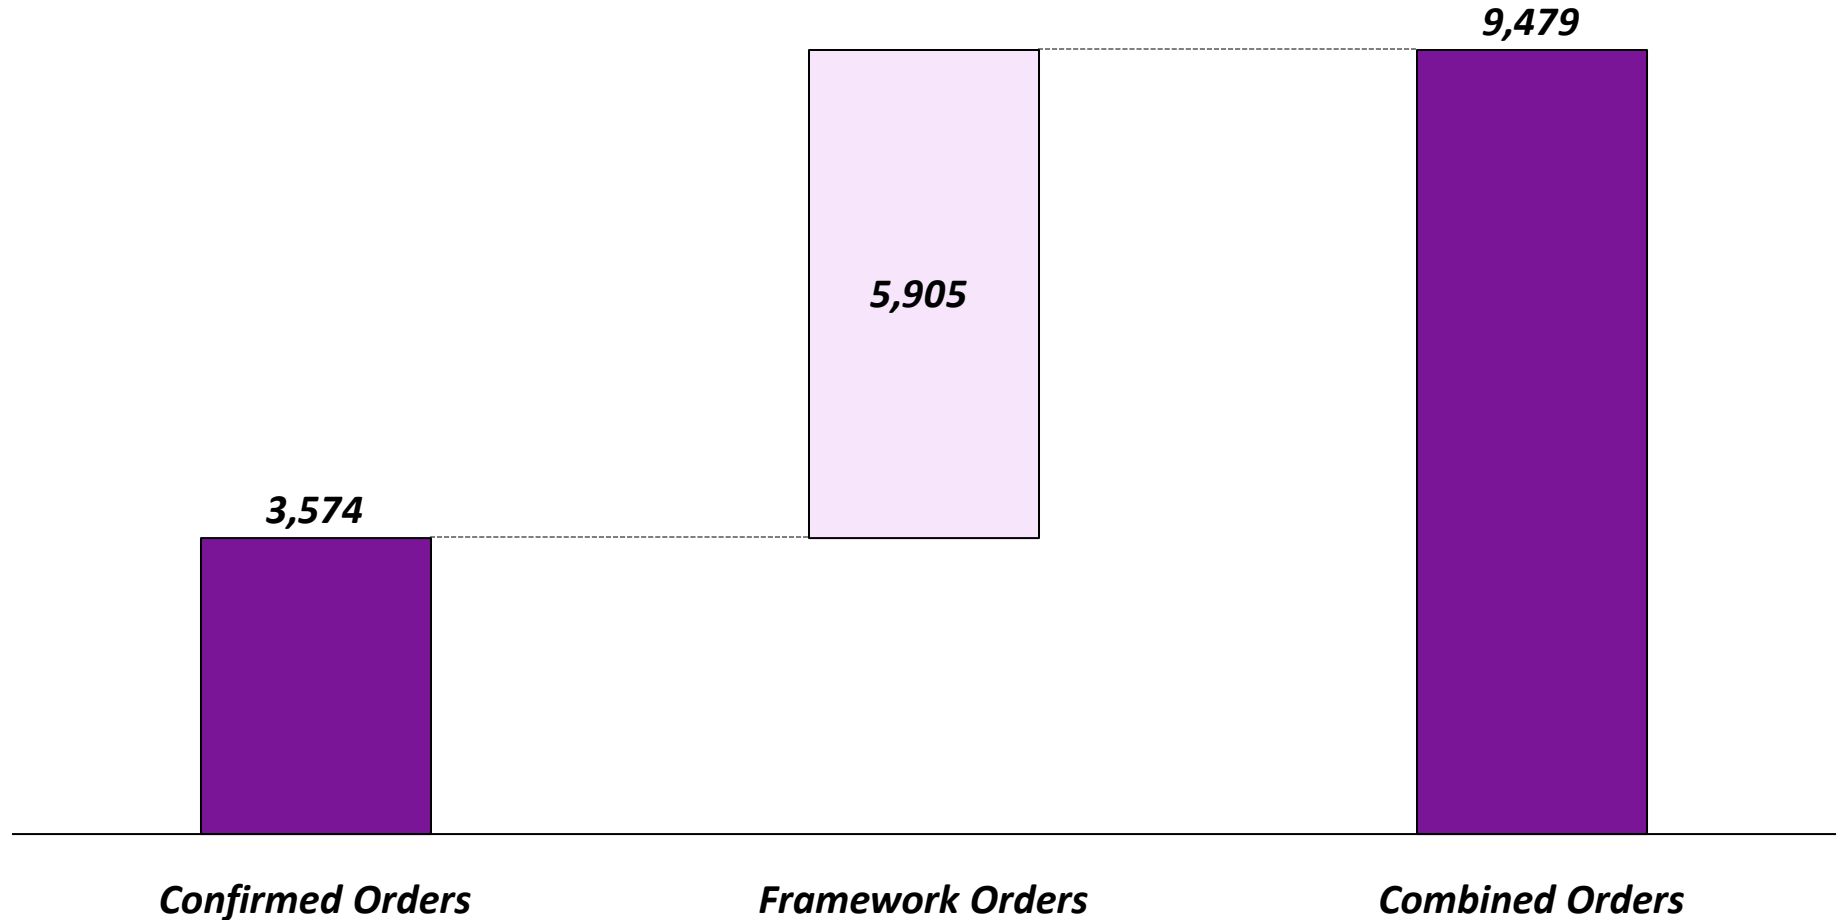 9,479
5,905
3,574
Confirmed Orders
Framework Orders
Combined Orders